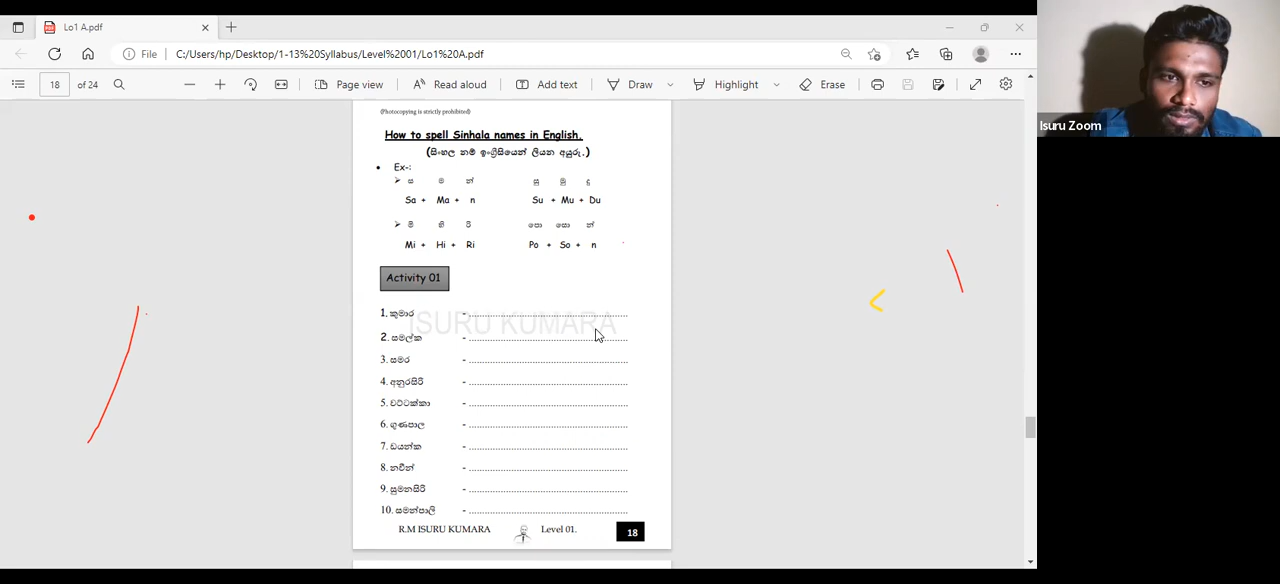 Lo1 A.pdf
File C:/Users/hp/Desktop/1-13%20Syllabus/Level%2001/Lo1%20A.pdf
18 of 24 Page view Read aloud Add text Draw Highlight Erase
Isuru Zoom
(Photocopying is strictly prohibited)
How to spell Sinhala names in English.
(සිංහල නම් ඉංග්‍රීසියෙන් ලියන අයුරු.)
• Ex-:
➢ ස ම න් සු මු දු
Sa + Ma + n Su + Mu + Du
➢ මි හි රි පො සො න්
Mi + Hi + Ri Po + So + n
Activity 01
ISURU KUMARA
1. කුමාර - ........................................................
2. සමල්ක - ........................................................
3. සමර - ........................................................
4. අනුරසිරි - ........................................................
5. වට්ටක්කා - ........................................................
6. ගුණපාල - ........................................................
7. ඩයන්ක - ........................................................
8. නවීන් - ........................................................
9. සුමනසිරි - ........................................................
10. සමන්පාලි - ........................................................
R.M ISURU KUMARA Level 01. 18